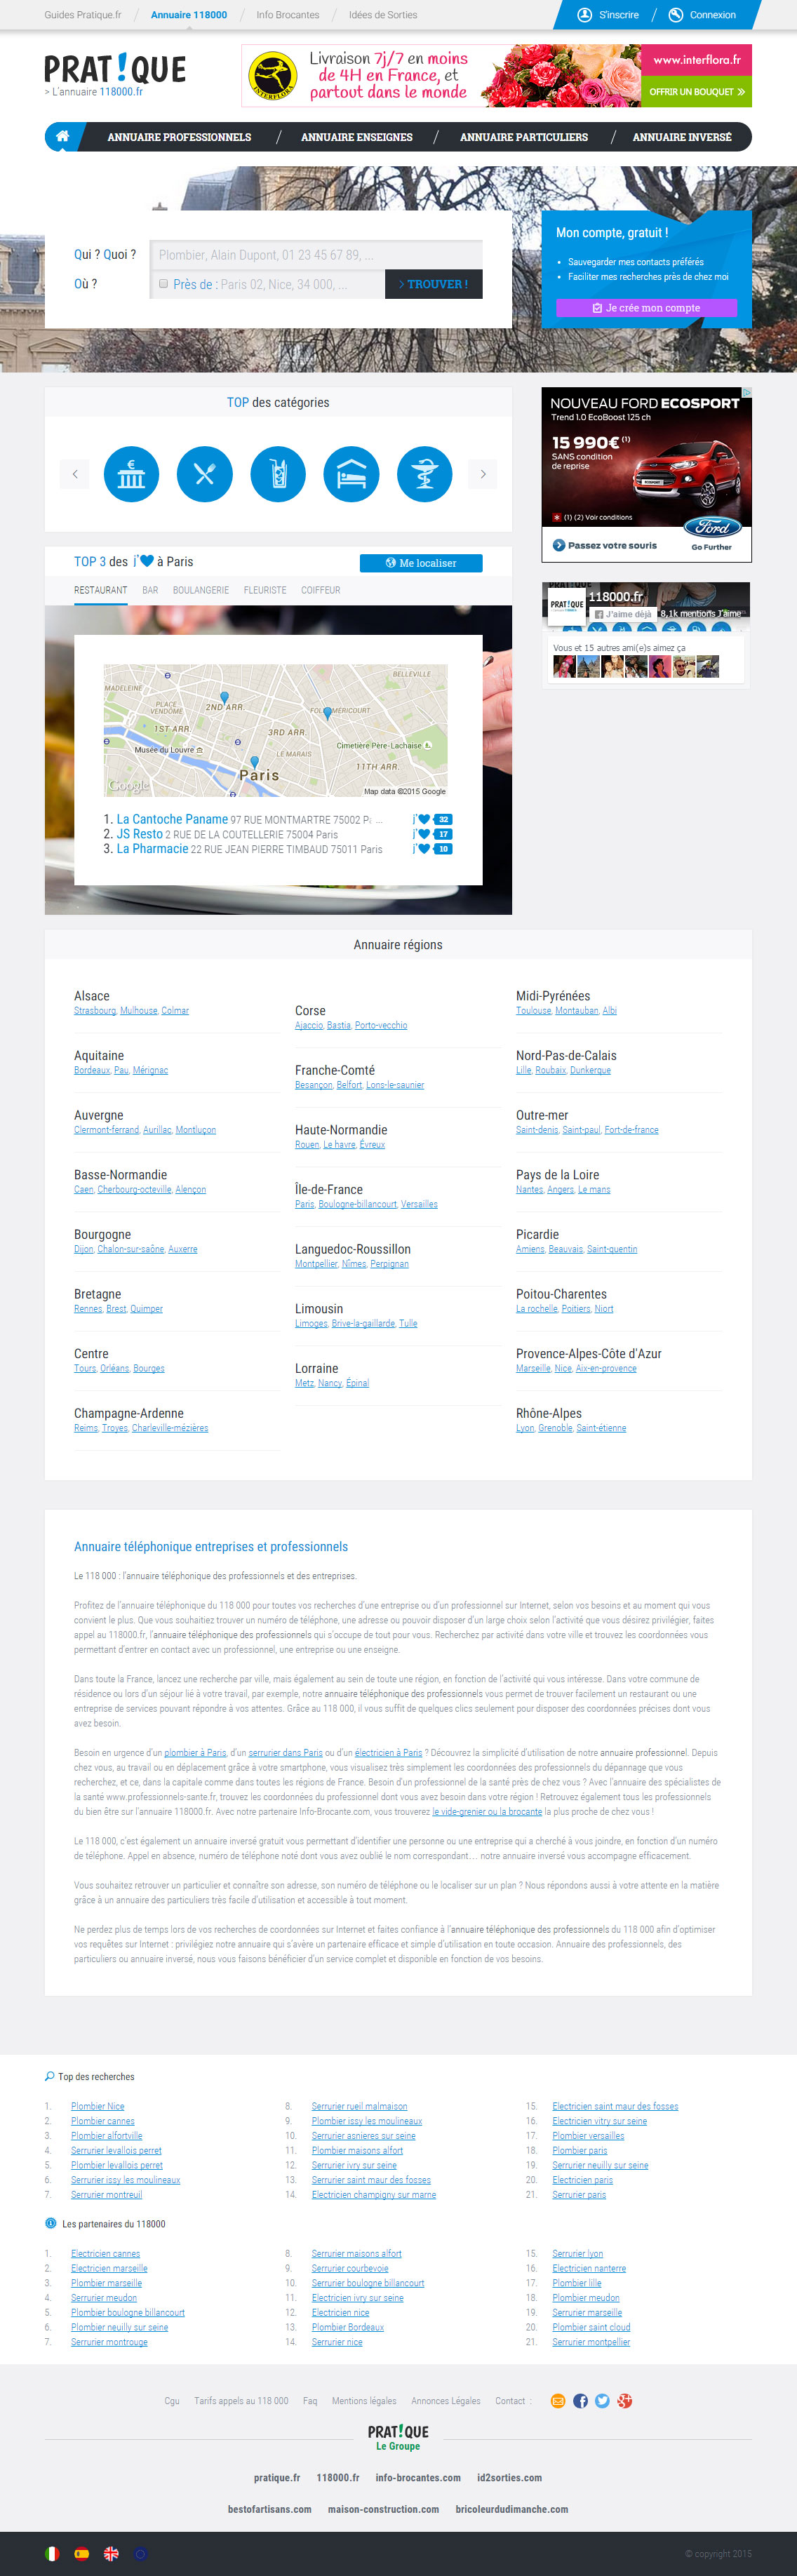 Guides Pratique.fr
Annuaire 118000
Info Brocantes
Idées de Sorties
S'inscrire
Connexion
PRAT!QUE
> L'annuaire 118000.fr
INTERFLORA
Livraison 7j/7 en moins
de 4H en France, et
partout dans le monde
www.interflora.fr
OFFRIR UN BOUQUET
ANNUAIRE PROFESSIONNELS
ANNUAIRE ENSEIGNES
ANNUAIRE PARTICULIERS
ANNUAIRE INVERSÉ
Qui ? Quoi ?
Plombier, Alain Dupont, 01 23 45 67 89, ...
Où ?
Près de : Paris 02, Nice, 34 000, ...
> TROUVER !
Mon compte, gratuit !
• Sauvegarder mes contacts préférés
• Faciliter mes recherches près de chez moi
Je crée mon compte
TOP des catégories
NOUVEAU FORD ECOSPORT
Trend 1.0 EcoBoost 125 ch
15 990€ (1)
SANS condition
de reprise
(1) (2) Voir conditions
Passez votre souris
Ford
Go Further
TOP 3 des j'♥ à Paris
Me localiser
RESTAURANT
BAR
BOULANGERIE
FLEURISTE
COIFFEUR
118000.fr
PRAT!QUE
J'aime déjà
8,1k mentions J'aime
Vous et 15 autres ami(e)s aimez ça
MADELEINE
BELLEVILLE
PLACE
VENDÔME
2ND ARR.
FOLIE-MÉRICOURT
1ST ARR.
3RD ARR.
Musée du Louvre
LE MARAIS
Cimetière Père-Lachaise
11TH ARR.
Paris
Google
Map data ©2015 Google
1. La Cantoche Paname 97 RUE MONTMARTRE 75002 P. ... j'♥ 32
2. JS Resto 2 RUE DE LA COUTELLERIE 75004 Paris j'♥ 17
3. La Pharmacie 22 RUE JEAN PIERRE TIMBAUD 75011 Paris j'♥ 10
Annuaire régions
Alsace
Strasbourg, Mulhouse, Colmar
Aquitaine
Bordeaux, Pau, Mérignac
Auvergne
Clermont-ferrand, Aurillac, Montluçon
Basse-Normandie
Caen, Cherbourg-octeville, Alençon
Bourgogne
Dijon, Chalon-sur-saône, Auxerre
Bretagne
Rennes, Brest, Quimper
Centre
Tours, Orléans, Bourges
Champagne-Ardenne
Reims, Troyes, Charleville-mézières
Corse
Ajaccio, Bastia, Porto-vecchio
Franche-Comté
Besançon, Belfort, Lons-le-saunier
Haute-Normandie
Rouen, Le havre, Évreux
Île-de-France
Paris, Boulogne-billancourt, Versailles
Languedoc-Roussillon
Montpellier, Nîmes, Perpignan
Limousin
Limoges, Brive-la-gaillarde, Tulle
Lorraine
Metz, Nancy, Épinal
Midi-Pyrénées
Toulouse, Montauban, Albi
Nord-Pas-de-Calais
Lille, Roubaix, Dunkerque
Outre-mer
Saint-denis, Saint-paul, Fort-de-france
Pays de la Loire
Nantes, Angers, Le mans
Picardie
Amiens, Beauvais, Saint-quentin
Poitou-Charentes
La rochelle, Poitiers, Niort
Provence-Alpes-Côte d'Azur
Marseille, Nice, Aix-en-provence
Rhône-Alpes
Lyon, Grenoble, Saint-étienne
Annuaire téléphonique entreprises et professionnels
Le 118 000 : l'annuaire téléphonique des professionnels et des entreprises.
Profitez de l'annuaire téléphonique du 118 000 pour toutes vos recherches d'une entreprise ou d'un professionnel sur Internet, selon vos besoins et au moment qui vous
convient le plus. Que vous souhaitiez trouver un numéro de téléphone, une adresse ou pouvoir disposer d'un large choix selon l'activité que vous désirez privilégier, faites
appel au 118000.fr, l'annuaire téléphonique des professionnels qui s'occupe de tout pour vous. Recherchez par activité dans votre ville et trouvez les coordonnées vous
permettant d'entrer en contact avec un professionnel, une entreprise ou une enseigne.
Dans toute la France, lancez une recherche par ville, mais également au sein de toute une région, en fonction de l'activité qui vous intéresse. Dans votre commune de
résidence ou lors d'un séjour lié à votre travail, par exemple, notre annuaire téléphonique des professionnels vous permet de trouver facilement un restaurant ou une
entreprise de services pouvant répondre à vos attentes. Grâce au 118 000, il vous suffit de quelques clics seulement pour disposer des coordonnées précises dont vous
avez besoin.
Besoin en urgence d'un plombier à Paris, d'un serrurier dans Paris ou d'un électricien à Paris ? Découvrez la simplicité d'utilisation de notre annuaire professionnel. Depuis
chez vous, au travail ou en déplacement grâce à votre smartphone, vous visualisez très simplement les coordonnées des professionnels du dépannage que vous
recherchez, et ce, dans la capitale comme dans toutes les régions de France. Besoin d'un professionnel de la santé près de chez vous ? Avec l'annuaire des spécialistes de
la santé www.professionnels-sante.fr, trouvez les coordonnées du professionnel dont vous avez besoin dans votre région ! Retrouvez également tous les professionnels
du bien être sur l'annuaire 118000.fr. Avec notre partenaire Info-Brocante.com, vous trouverez le vide-grenier ou la brocante la plus proche de chez vous !
Le 118 000, c'est également un annuaire inversé gratuit vous permettant d'identifier une personne ou une entreprise qui a cherché à vous joindre, en fonction d'un numéro
de téléphone. Appel en absence, numéro de téléphone noté dont vous avez oublié le nom correspondant.... notre annuaire inversé vous accompagne efficacement.
Vous souhaitez retrouver un particulier et connaître son adresse, son numéro de téléphone ou le localiser sur un plan ? Nous répondons aussi à votre attente en la matière
grâce à un annuaire des particuliers très facile d'utilisation et accessible à tout moment.
Ne perdez plus de temps lors de vos recherches de coordonnées sur Internet et faites confiance à l'annuaire téléphonique des professionnels du 118 000 afin d'optimiser
vos requêtes sur Internet : privilégiez notre annuaire qui s'avère un partenaire efficace et simple d'utilisation en toute occasion. Annuaire des professionnels, des
particuliers ou annuaire inversé, nous vous faisons bénéficier d'un service complet et disponible en fonction de vos besoins.
Top des recherches
1. Plombier Nice
2. Plombier cannes
3. Plombier alfortville
4. Serrurier levallois perret
5. Plombier levallois perret
6. Serrurier issy les moulineaux
7. Serrurier montreuil
8. Serrurier rueil malmaison
9. Plombier issy les moulineaux
10. Serrurier asnieres sur seine
11. Plombier maisons alfort
12. Serrurier ivry sur seine
13. Serrurier saint maur des fosses
14. Electricien champigny sur marne
15. Electricien saint maur des fosses
16. Electricien vitry sur seine
17. Plombier versailles
18. Plombier paris
19. Serrurier neuilly sur seine
20. Electricien paris
21. Serrurier paris
Les partenaires du 118000
1. Electricien cannes
2. Electricien marseille
3. Plombier marseille
4. Serrurier meudon
5. Plombier boulogne billancourt
6. Plombier neuilly sur seine
7. Serrurier montrouge
8. Serrurier maisons alfort
9. Serrurier courbevoie
10. Serrurier boulogne billancourt
11. Electricien ivry sur seine
12. Electricien nice
13. Plombier Bordeaux
14. Serrurier nice
15. Serrurier lyon
16. Electricien nanterre
17. Plombier lille
18. Plombier meudon
19. Serrurier marseille
20. Plombier saint cloud
21. Serrurier montpellier
Cgu
Tarifs appels au 118 000
Faq
Mentions légales
Annonces Légales
Contact :
PRAT!QUE
Le Groupe
pratique.fr
118000.fr
info-brocantes.com
id2sorties.com
bestofartisans.com
maison-construction.com
bricoleurdudimanche.com
© copyright 2015